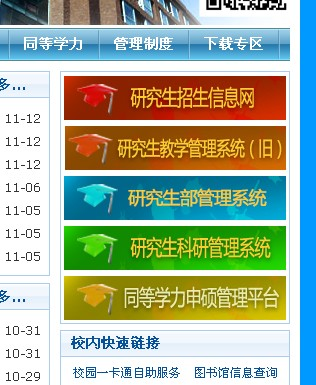 同等学力 管理制度 下载专区
多...
11-12
11-12
11-12
11-06
11-05
11-05
11-05
研究生招生信息网
研究生教学管理系统（旧）
研究生部管理系统
研究生科研管理系统
同等学力申硕管理平台
多...
10-31
10-31
10-29
校内快速链接
校园一卡通自助服务 图书馆信息查询